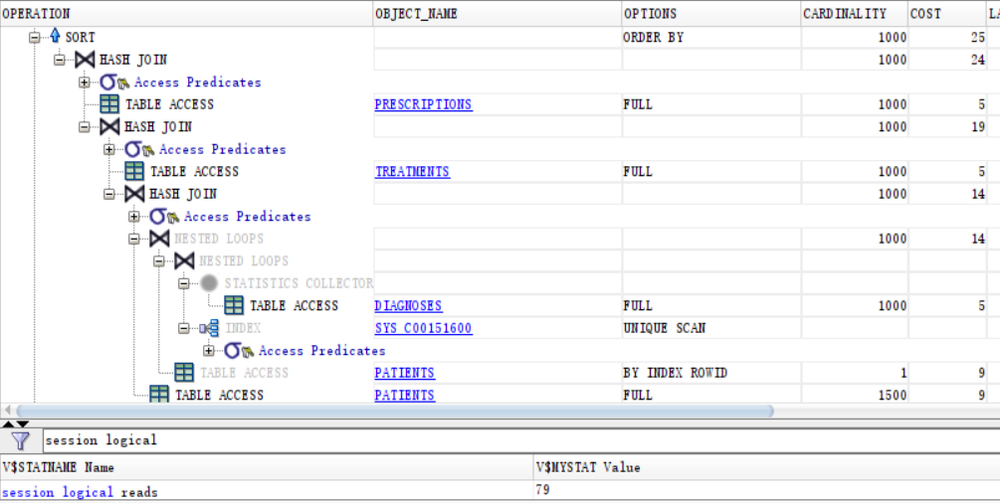 OPERATION OBJECT_NAME OPTIONS CARDINALITY COST LA
SORT ORDER BY 1000 25
HASH JOIN 1000 24
Access Predicates
TABLE ACCESS PRESCRIPTIONS FULL 1000 5
HASH JOIN 1000 19
Access Predicates
TABLE ACCESS TREATMENTS FULL 1000 5
HASH JOIN 1000 14
Access Predicates
NESTED LOOPS 1000 14
NESTED LOOPS
STATISTICS COLLECTOR
TABLE ACCESS DIAGNOSES FULL 1000 5
INDEX SYS_C00151600 UNIQUE SCAN
Access Predicates
TABLE ACCESS PATIENTS BY INDEX ROWID 1 9
TABLE ACCESS PATIENTS FULL 1500 9
session logical
V$STATNAME Name V$MYSTAT Value
session logical reads 79